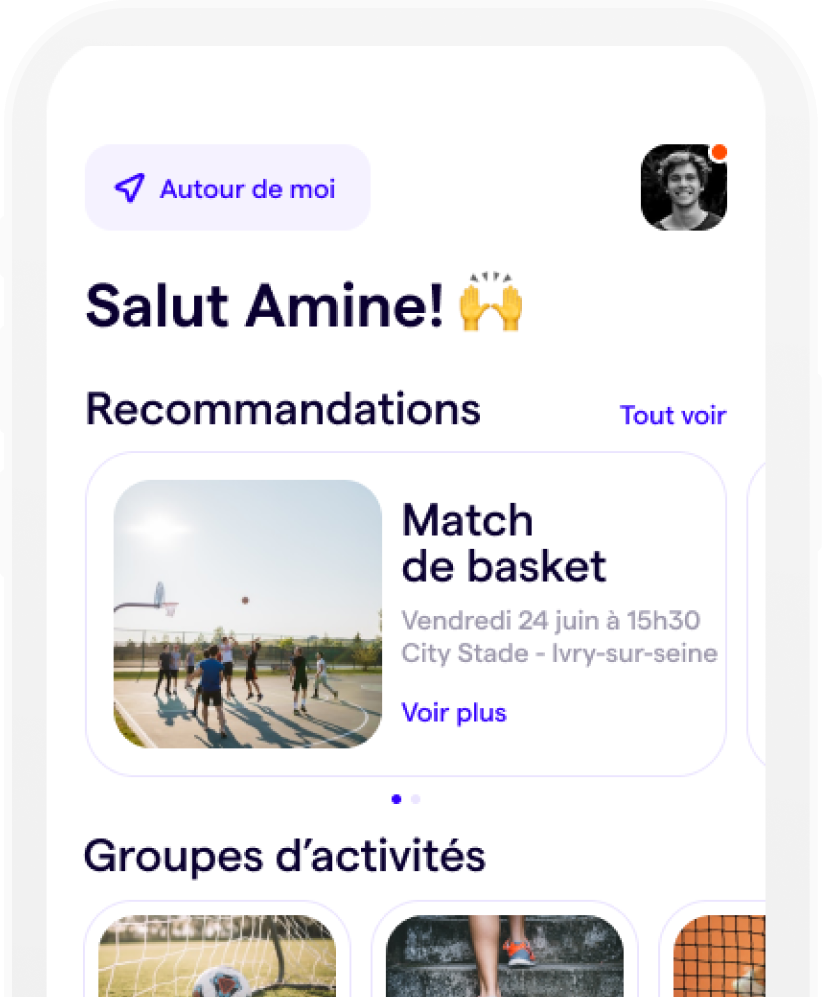 Autour de moi
Salut Amine! 🙌
Recommandations
Tout voir
Match
de basket
Vendredi 24 juin à 15h30
City Stade - Ivry-sur-seine
Voir plus
Groupes d’activités